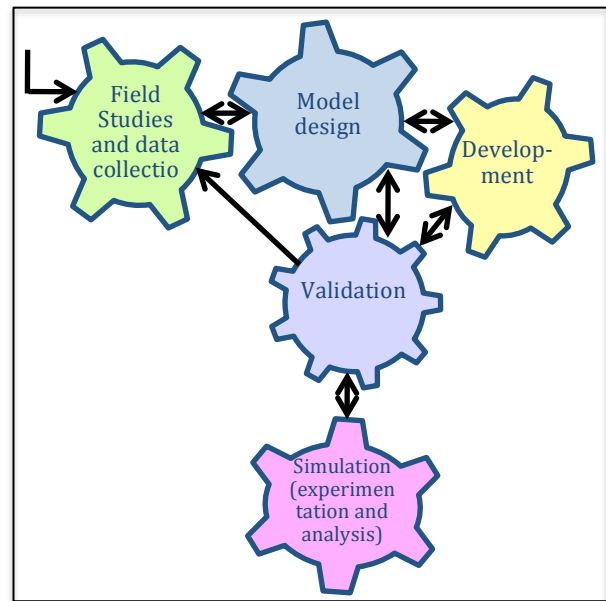 Field
Studies
and data
collectio
Model
design
Develop-
ment
Validation
Simulation
(experimen
tation and
analysis)